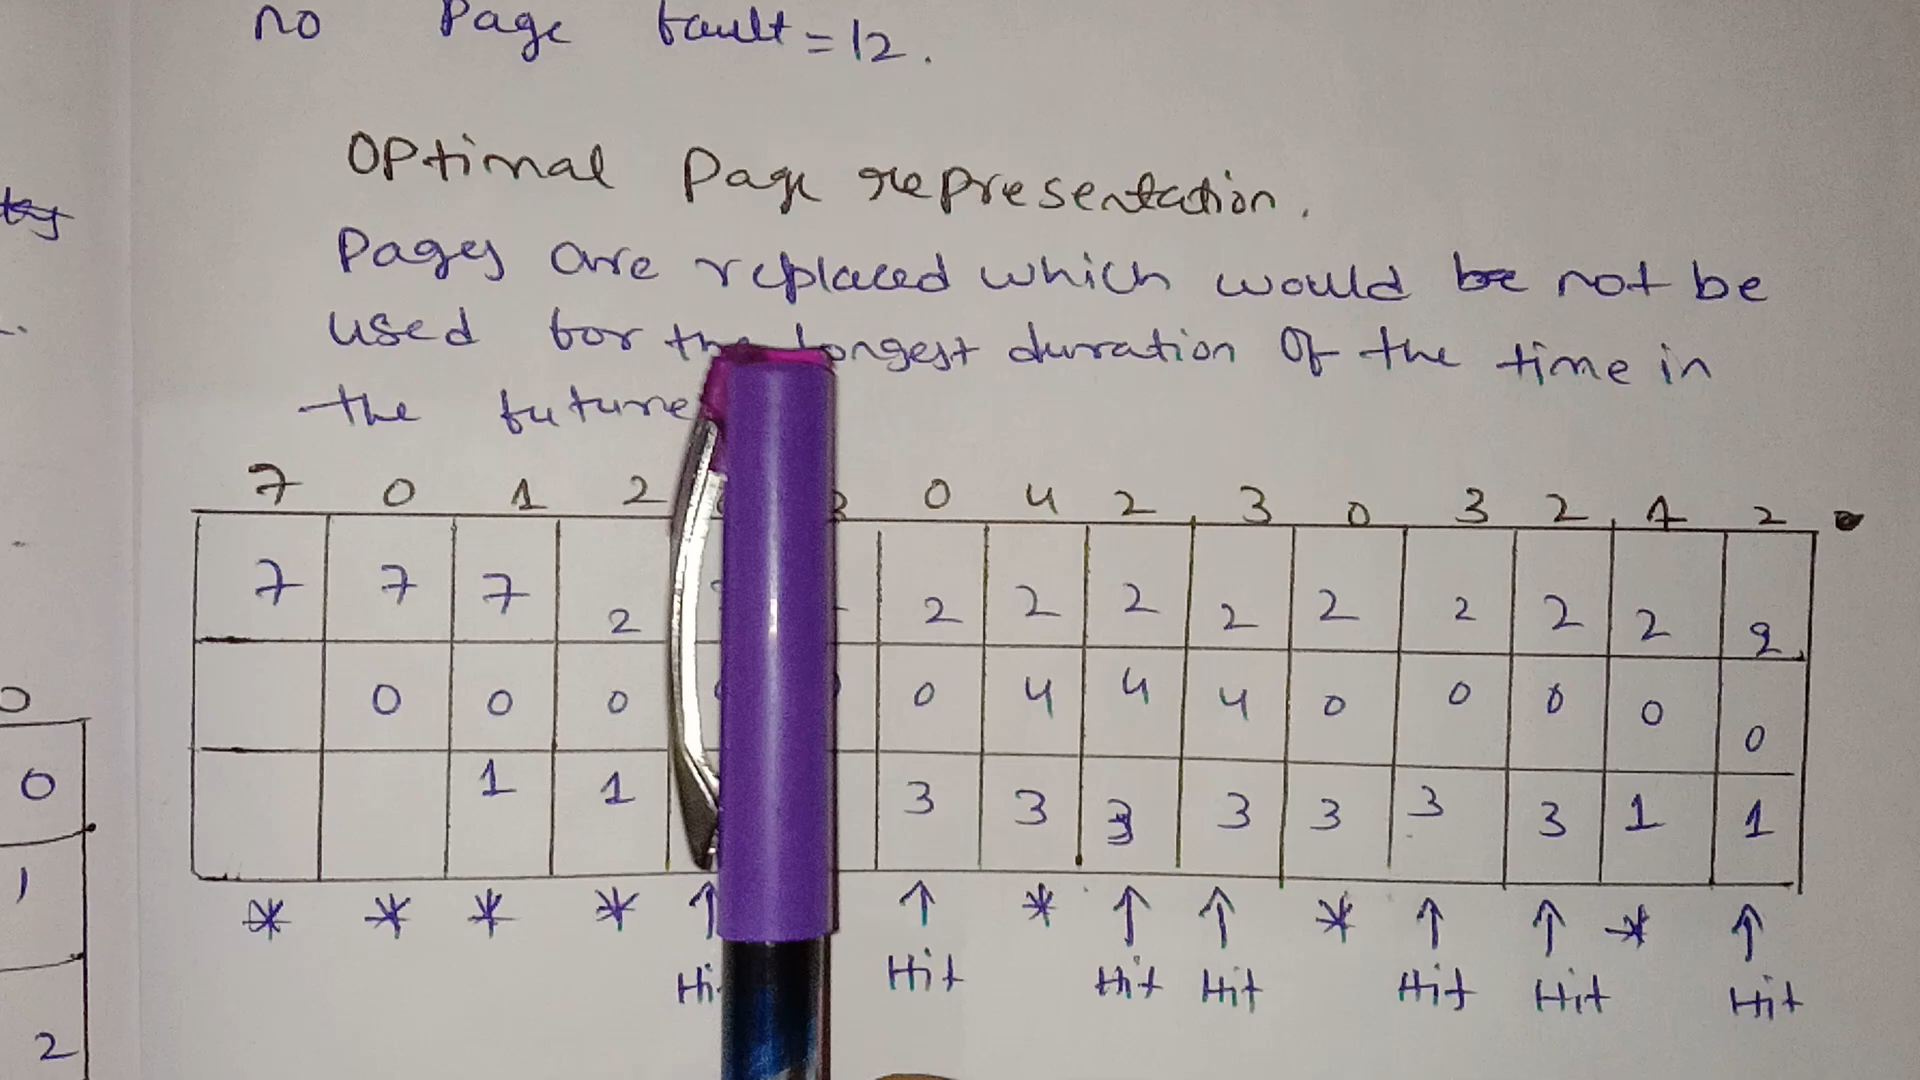 no Page fault = 12.
Optimal Page representation.
Pages are replaced which would be not be
used for the longest duration of the time in
the future
7 0 1 2 0 4 2 3 0 3 2 1 2
7 7 7 2 2 2 2 2 2 2 2 2 2
0 0 0 0 4 4 4 0 0 0 0 0
1 1 3 3 3 3 3 3 3 1 1
* * * * ↑ ↑ * ↑ ↑ * ↑ ↑ * ↑
Hit Hit Hit Hit Hit Hit
0
1
2